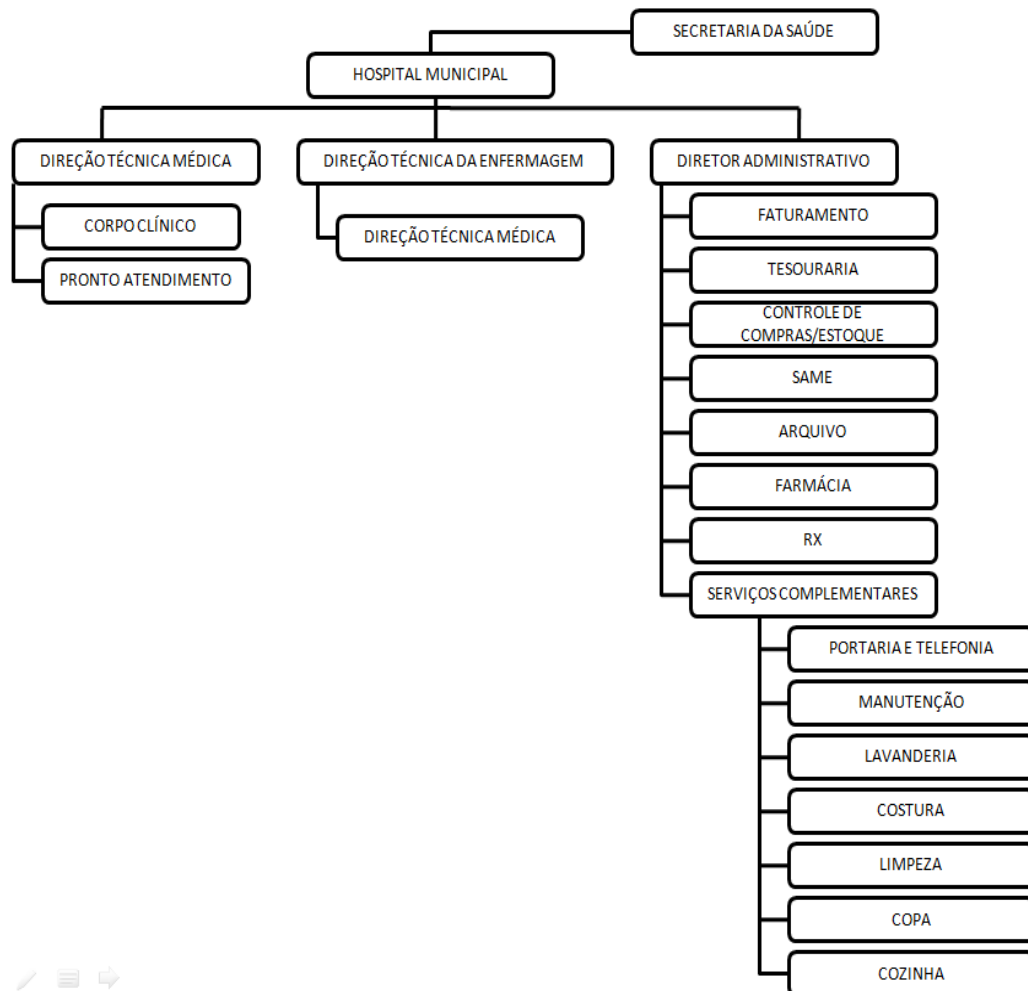 SECRETARIA DA SAÚDE
HOSPITAL MUNICIPAL
DIREÇÃO TÉCNICA MÉDICA
CORPO CLÍNICO
PRONTO ATENDIMENTO
DIREÇÃO TÉCNICA DA ENFERMAGEM
DIREÇÃO TÉCNICA MÉDICA
DIRETOR ADMINISTRATIVO
FATURAMENTO
TESOURARIA
CONTROLE DE
COMPRAS/ESTOQUE
SAME
ARQUIVO
FARMÁCIA
RX
SERVIÇOS COMPLEMENTARES
PORTARIA E TELEFONIA
MANUTENÇÃO
LAVANDERIA
COSTURA
LIMPEZA
COPA
COZINHA